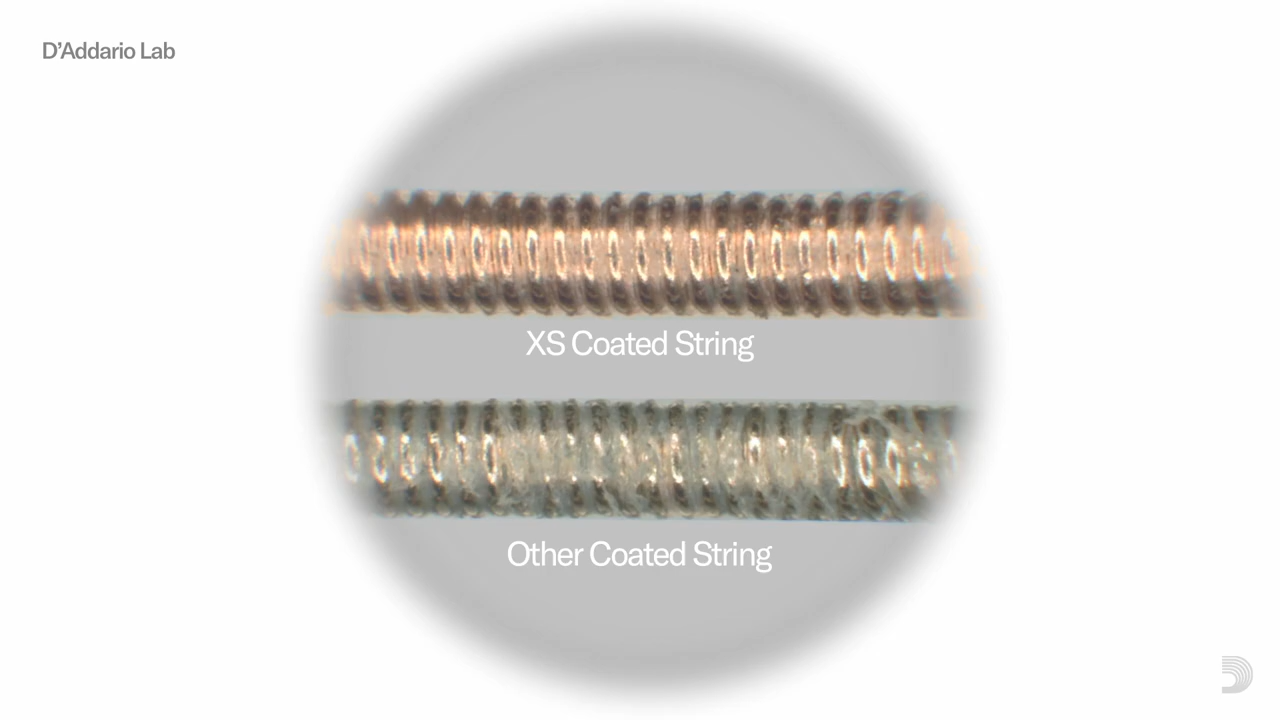 D'Addario Lab
XS Coated String
Other Coated String